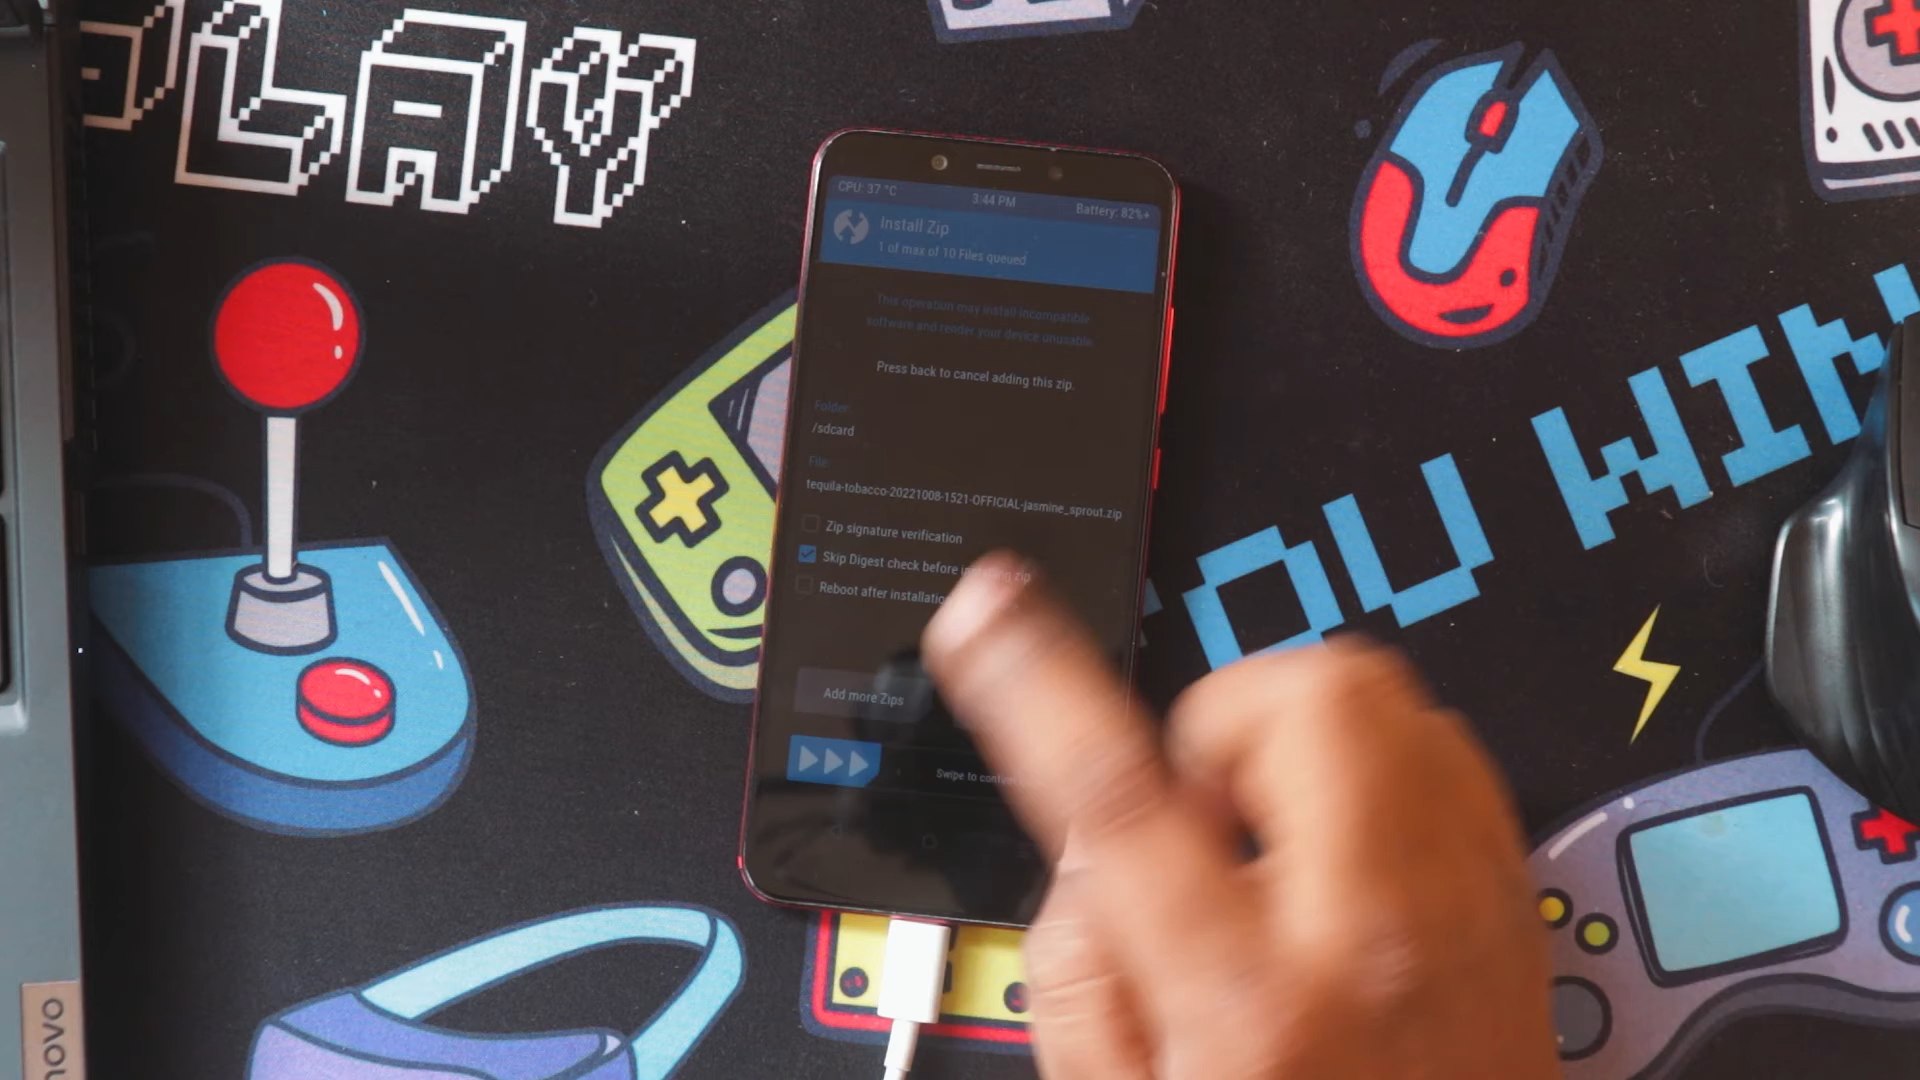 PLAY
CPU: 37 °C
3:44 PM
Battery: 82%+
Install Zip
1 of max of 10 Files queued
This operation may install incompatible
software and render your device unusable.
Press back to cancel adding this zip.
Folder:
/sdcard
File:
tequila-tobacco-20221008-1521-OFFICIAL-jasmine_sprout.zip
Zip signature verification
Skip Digest check before zip
Reboot after installation
Add more Zips
Swipe to
YOU WIN
novo